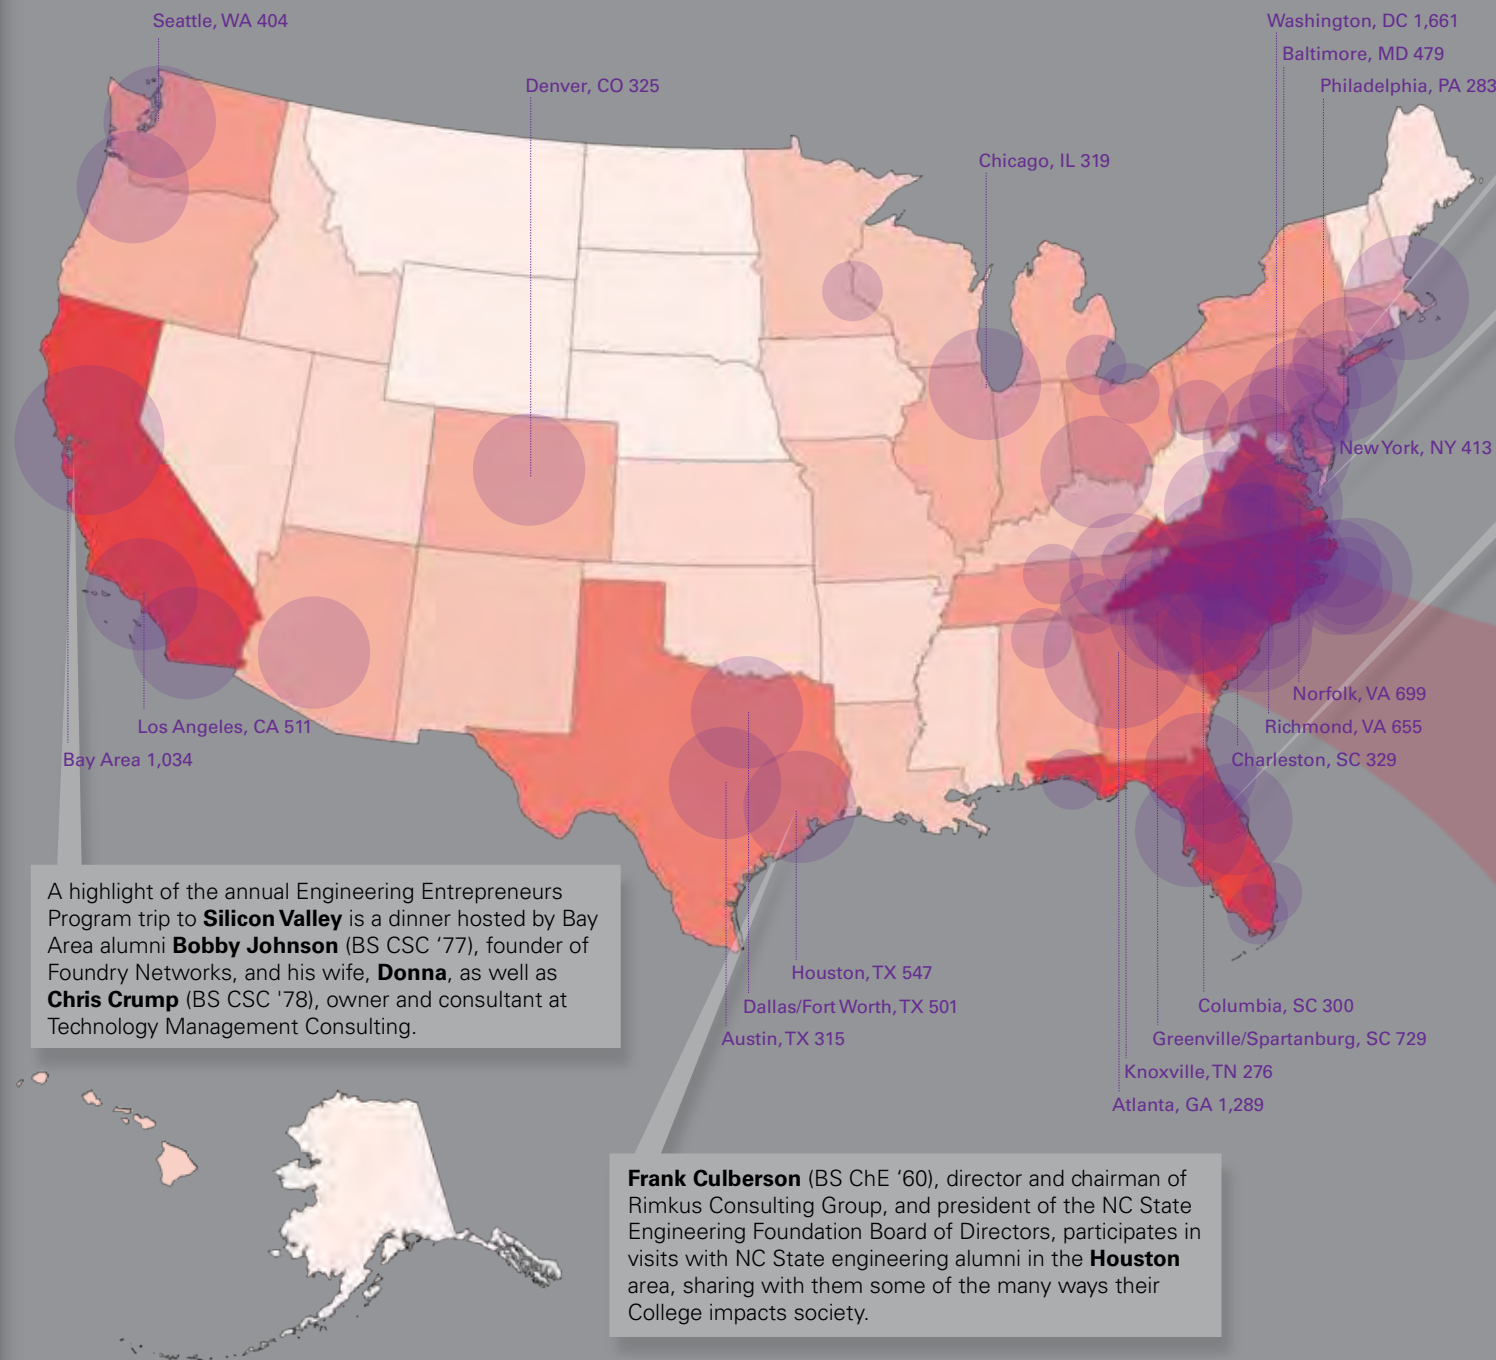 Seattle, WA 404
Washington, DC 1,661
Baltimore, MD 479
Philadelphia, PA 283
Denver, CO 325
Chicago, IL 319
New York, NY 413
Norfolk, VA 699
Richmond, VA 655
Charleston, SC 329
Los Angeles, CA 511
Bay Area 1,034
A highlight of the annual Engineering Entrepreneurs
Program trip to Silicon Valley is a dinner hosted by Bay
Area alumni Bobby Johnson (BS CSC ‘77), founder of
Foundry Networks, and his wife, Donna, as well as
Chris Crump (BS CSC '78), owner and consultant at
Technology Management Consulting.
Houston, TX 547
Dallas/Fort Worth, TX 501
Austin, TX 315
Columbia, SC 300
Greenville/Spartanburg, SC 729
Knoxville, TN 276
Atlanta, GA 1,289
Frank Culberson (BS ChE ‘60), director and chairman of
Rimkus Consulting Group, and president of the NC State
Engineering Foundation Board of Directors, participates in
visits with NC State engineering alumni in the Houston
area, sharing with them some of the many ways their
College impacts society.